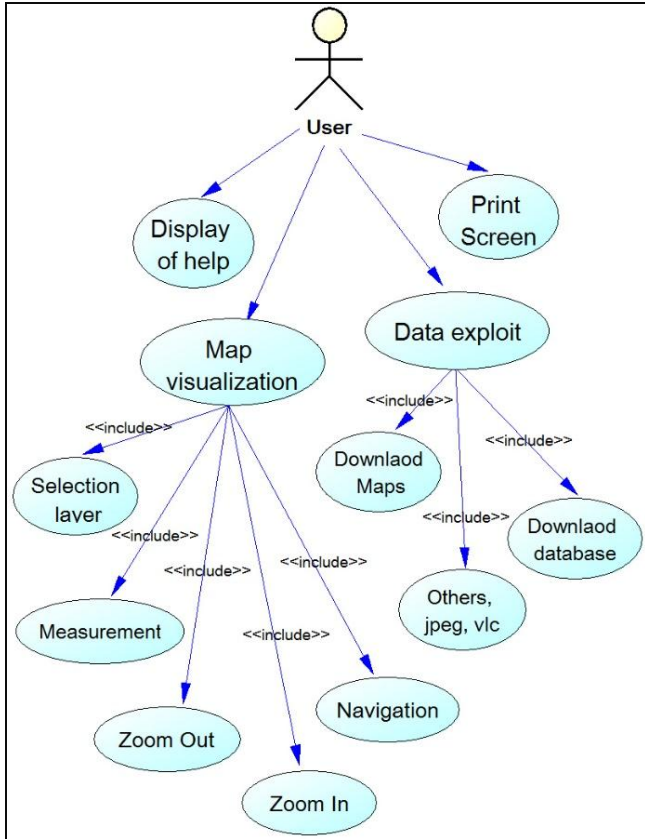 User
Display
of help
Print
Screen
Map
visualization
Data exploit
<<include>>
<<include>>
<<include>>
<<include>>
<<include>>
<<include>>
<<include>>
<<include>>
Selection
layer
Downlaod
Maps
Downlaod
database
Measurement
Others,
jpeg, vlc
Zoom Out
Navigation
Zoom In